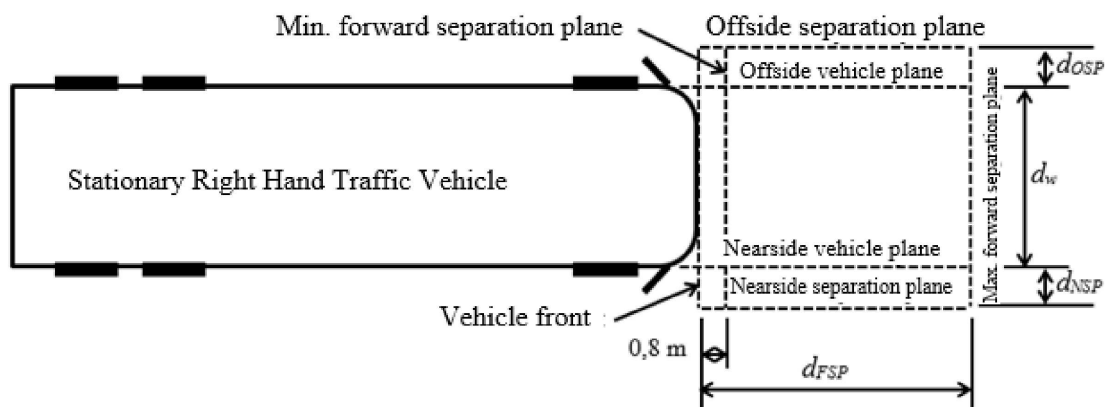 Min. forward separation plane
Offside separation plane
Offside vehicle plane
dOSP
Stationary Right Hand Traffic Vehicle
Max. forward separation plane
dw
Nearside vehicle plane
Nearside separation plane
dNSP
Vehicle front :
0,8 m
dFSP